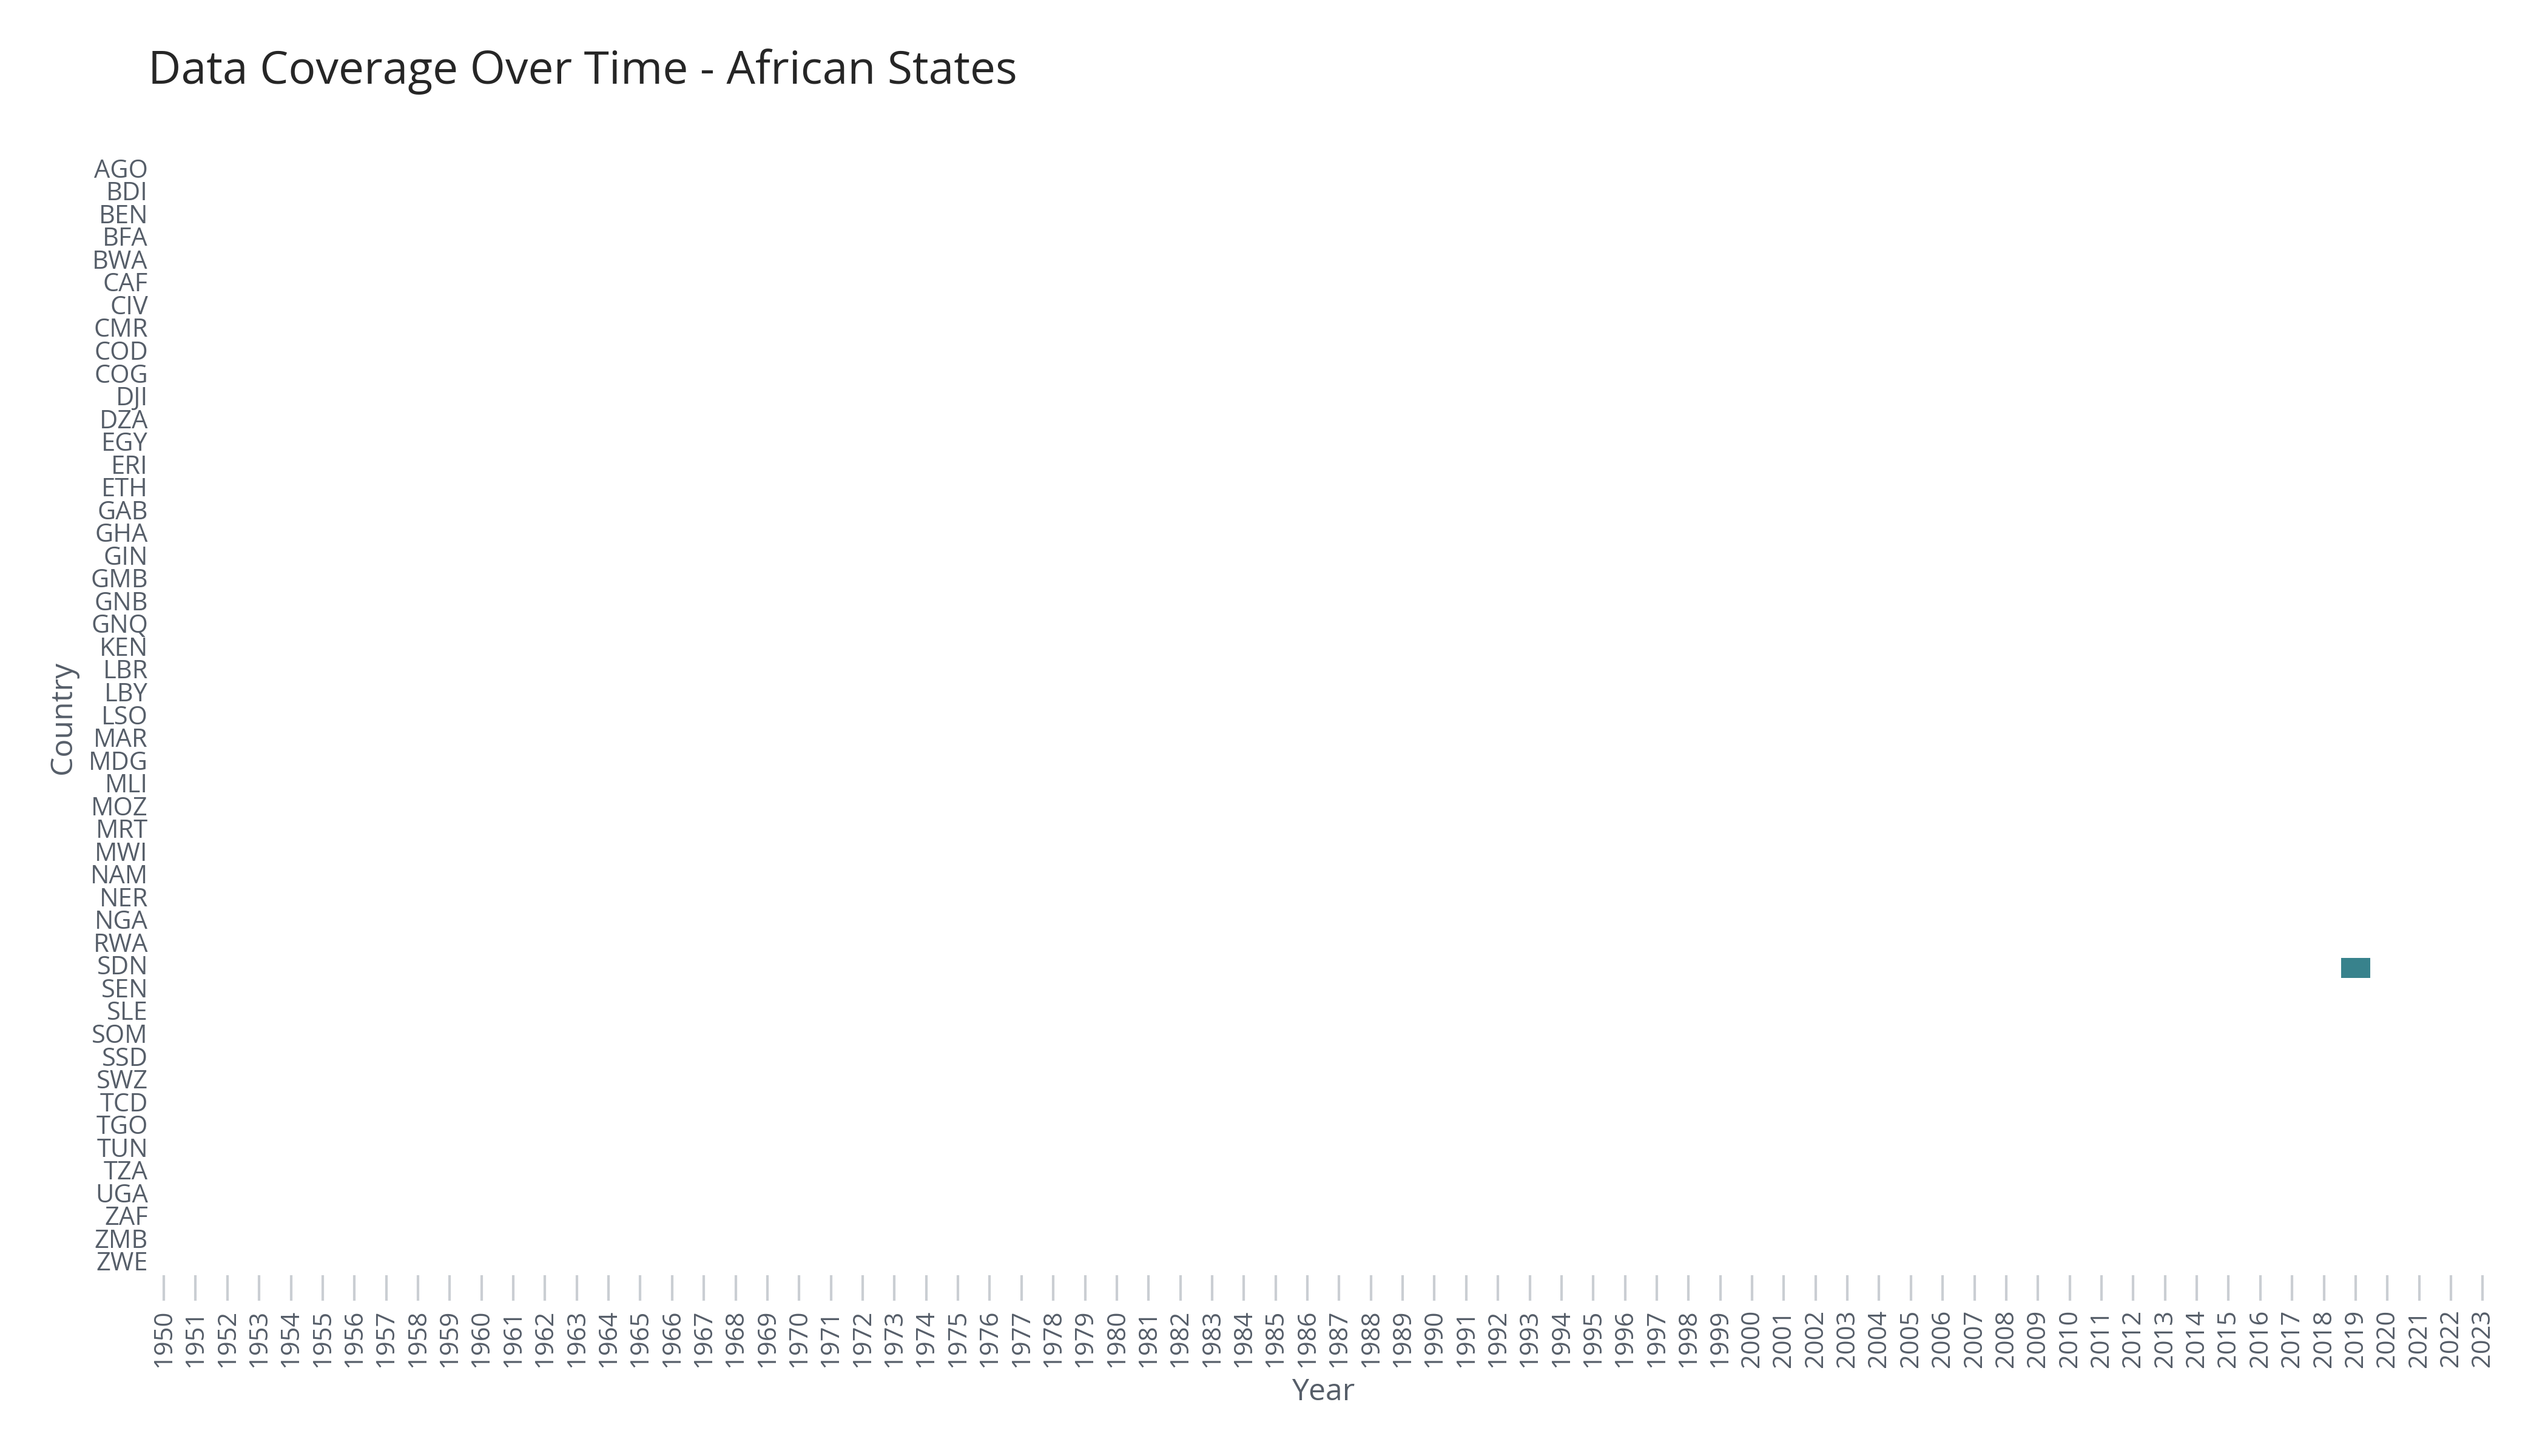 Data Coverage Over Time - African States
AGO
BDI
BEN
BFA
BWA
CAF
CIV
CMR
COD
COG
DJI
DZA
EGY
ERI
ETH
GAB
GHA
GIN
GMB
GNB
GNQ
KEN
LBR
LBY
LSO
MAR
MDG
MLI
MOZ
MRT
MWI
NAM
NER
NGA
RWA
SDN
SEN
SLE
SOM
SSD
SWZ
TCD
TGO
TUN
TZA
UGA
ZAF
ZMB
ZWE
Country
1950 1951 1952 1953 1954 1955 1956 1957 1958 1959 1960 1961 1962 1963 1964 1965 1966 1967 1968 1969 1970 1971 1972 1973 1974 1975 1976 1977 1978 1979 1980 1981 1982 1983 1984 1985 1986 1987 1988 1989 1990 1991 1992 1993 1994 1995 1996 1997 1998 1999 2000 2001 2002 2003 2004 2005 2006 2007 2008 2009 2010 2011 2012 2013 2014 2015 2016 2017 2018 2019 2020 2021 2022 2023
Year